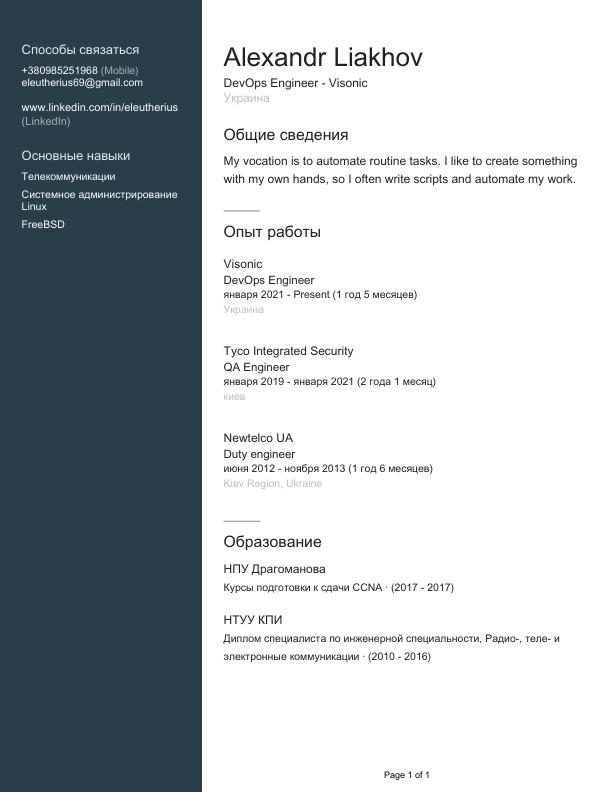 Способы связаться
+380985251968 (Mobile)
eleutherius69@gmail.com
www.linkedin.com/in/eleutherius
(LinkedIn)
Основные навыки
Телекоммуникации
Системное администрирование
Linux
FreeBSD
Alexandr Liakhov
DevOps Engineer - Visonic
Украина
Общие сведения
My vocation is to automate routine tasks. I like to create something
with my own hands, so I often write scripts and automate my work.
Опыт работы
Visonic
DevOps Engineer
января 2021 - Present (1 год 5 месяцев)
Украина
Tyco Integrated Security
QA Engineer
января 2019 - января 2021 (2 года 1 месяц)
киев
Newtelco UA
Duty engineer
июня 2012 - ноября 2013 (1 год 6 месяцев)
Kiev Region, Ukraine
Образование
НПУ Драгоманова
Курсы подготовки к сдачи CCNA · (2017 - 2017)
НТУУ КПИ
Диплом специалиста по инженерной специальности, Радио-, теле- и
электронные коммуникации · (2010 - 2016)
Page 1 of 1